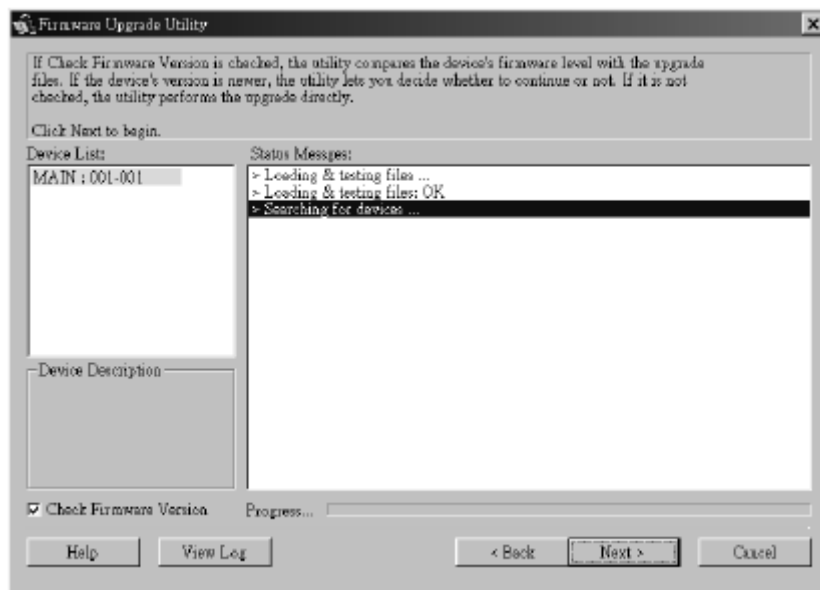 Firmware Upgrade Utility
If Check Firmware Version is checked, the utility compares the device's firmware level with the upgrade
files. If the device's version is newer, the utility lets you decide whether to continue or not. If it is not
checked, the utility performs the upgrade directly.
Click Next to begin.
Device List:
Status Messges:
MAIN : 001-001
> Loading & testing files ...
> Loading & testing files: OK
> Searching for devices ...
Device Description
Check Firmware Version
Progress...
Help
View Log
< Back
Next >
Cancel